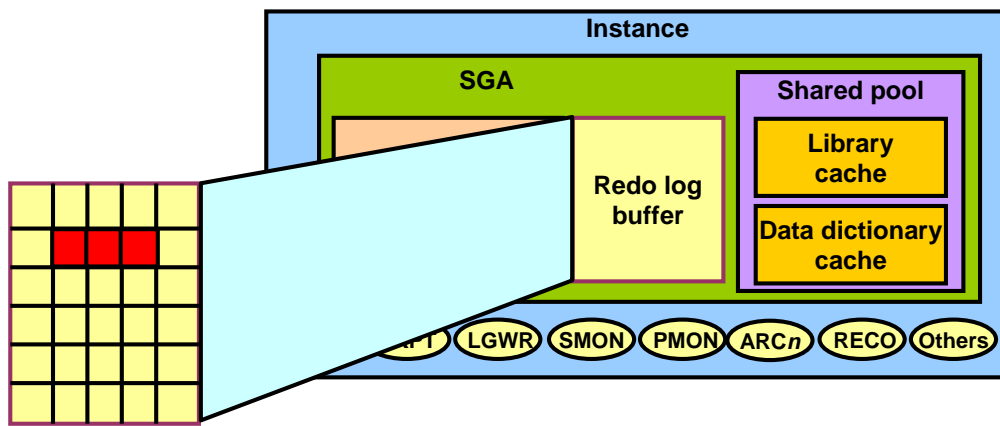 Instance
SGA
Shared pool
Library
cache
Redo log
buffer
Data dictionary
cache
LGWR
SMON
PMON
ARCn
RECO
Others